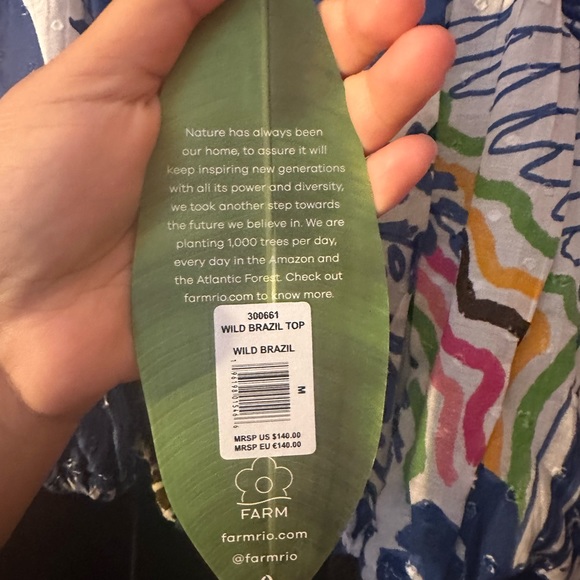 Nature has always been
our home, to assure it will
keep inspiring new generations
with all its power and diversity,
we took another step towards
the future we believe in. We are
planting 1,000 trees per day,
every day in the Amazon and
the Atlantic Forest. Check out
farmrio.com to know more.
300661
WILD BRAZIL TOP
WILD BRAZIL
M
MRSP US $140.00
MRSP EU €140.00
FARM
farmrio.com
@farmrio